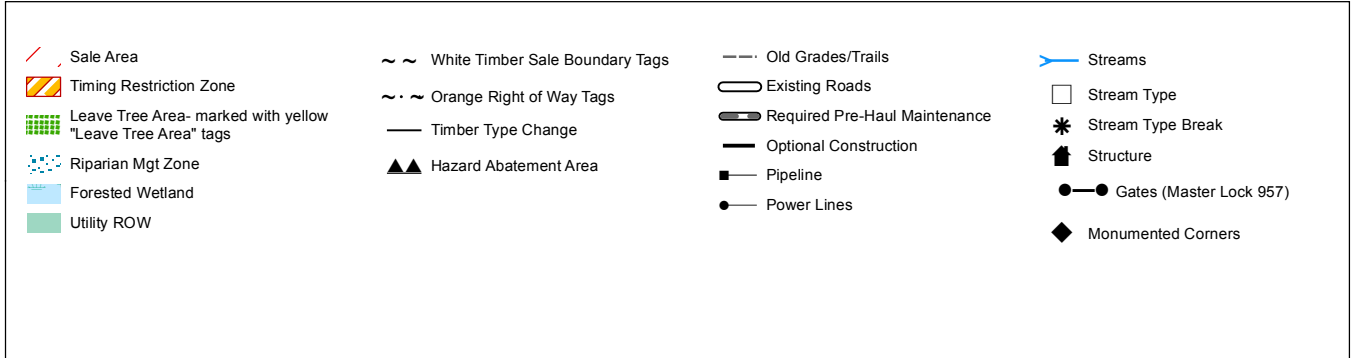 Sale Area
Timing Restriction Zone
Leave Tree Area- marked with yellow
"Leave Tree Area" tags
Riparian Mgt Zone
Forested Wetland
Utility ROW
White Timber Sale Boundary Tags
Orange Right of Way Tags
Timber Type Change
Hazard Abatement Area
Old Grades/Trails
Existing Roads
Required Pre-Haul Maintenance
Optional Construction
Pipeline
Power Lines
Streams
Stream Type
Stream Type Break
Structure
Gates (Master Lock 957)
Monumented Corners